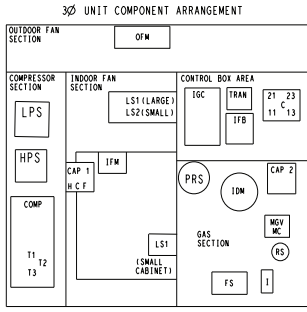 3Ø UNIT COMPONENT ARRANGEMENT
OUTDOOR FAN
SECTION
OFM
COMPRESSOR
SECTION
LPS
HPS
COMP
T1
T2
T3
INDOOR FAN
SECTION
LS1(LARGE)
LS2(SMALL)
CAP 1
H C F
IFM
LS1
(SMALL
CABINET)
CONTROL BOX AREA
IGC
TRAN
IFB
21 23
C
11 13
PRS
IDM
CAP 2
MGV
MC
GAS
SECTION
RS
FS
I